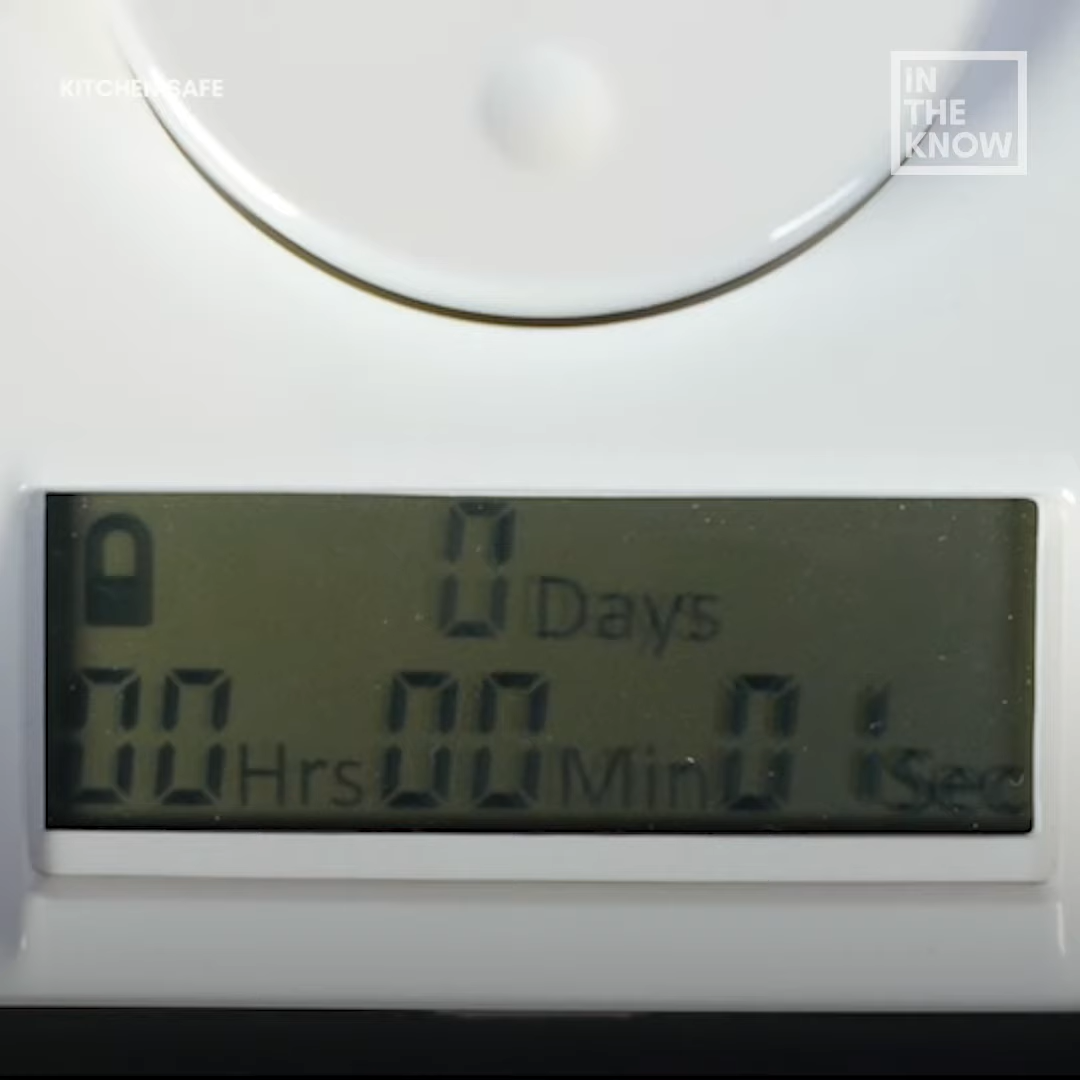 KITCHEN SAFE
IN
THE
KNOW
0 Days
00 Hrs 00 Min 01 Sec